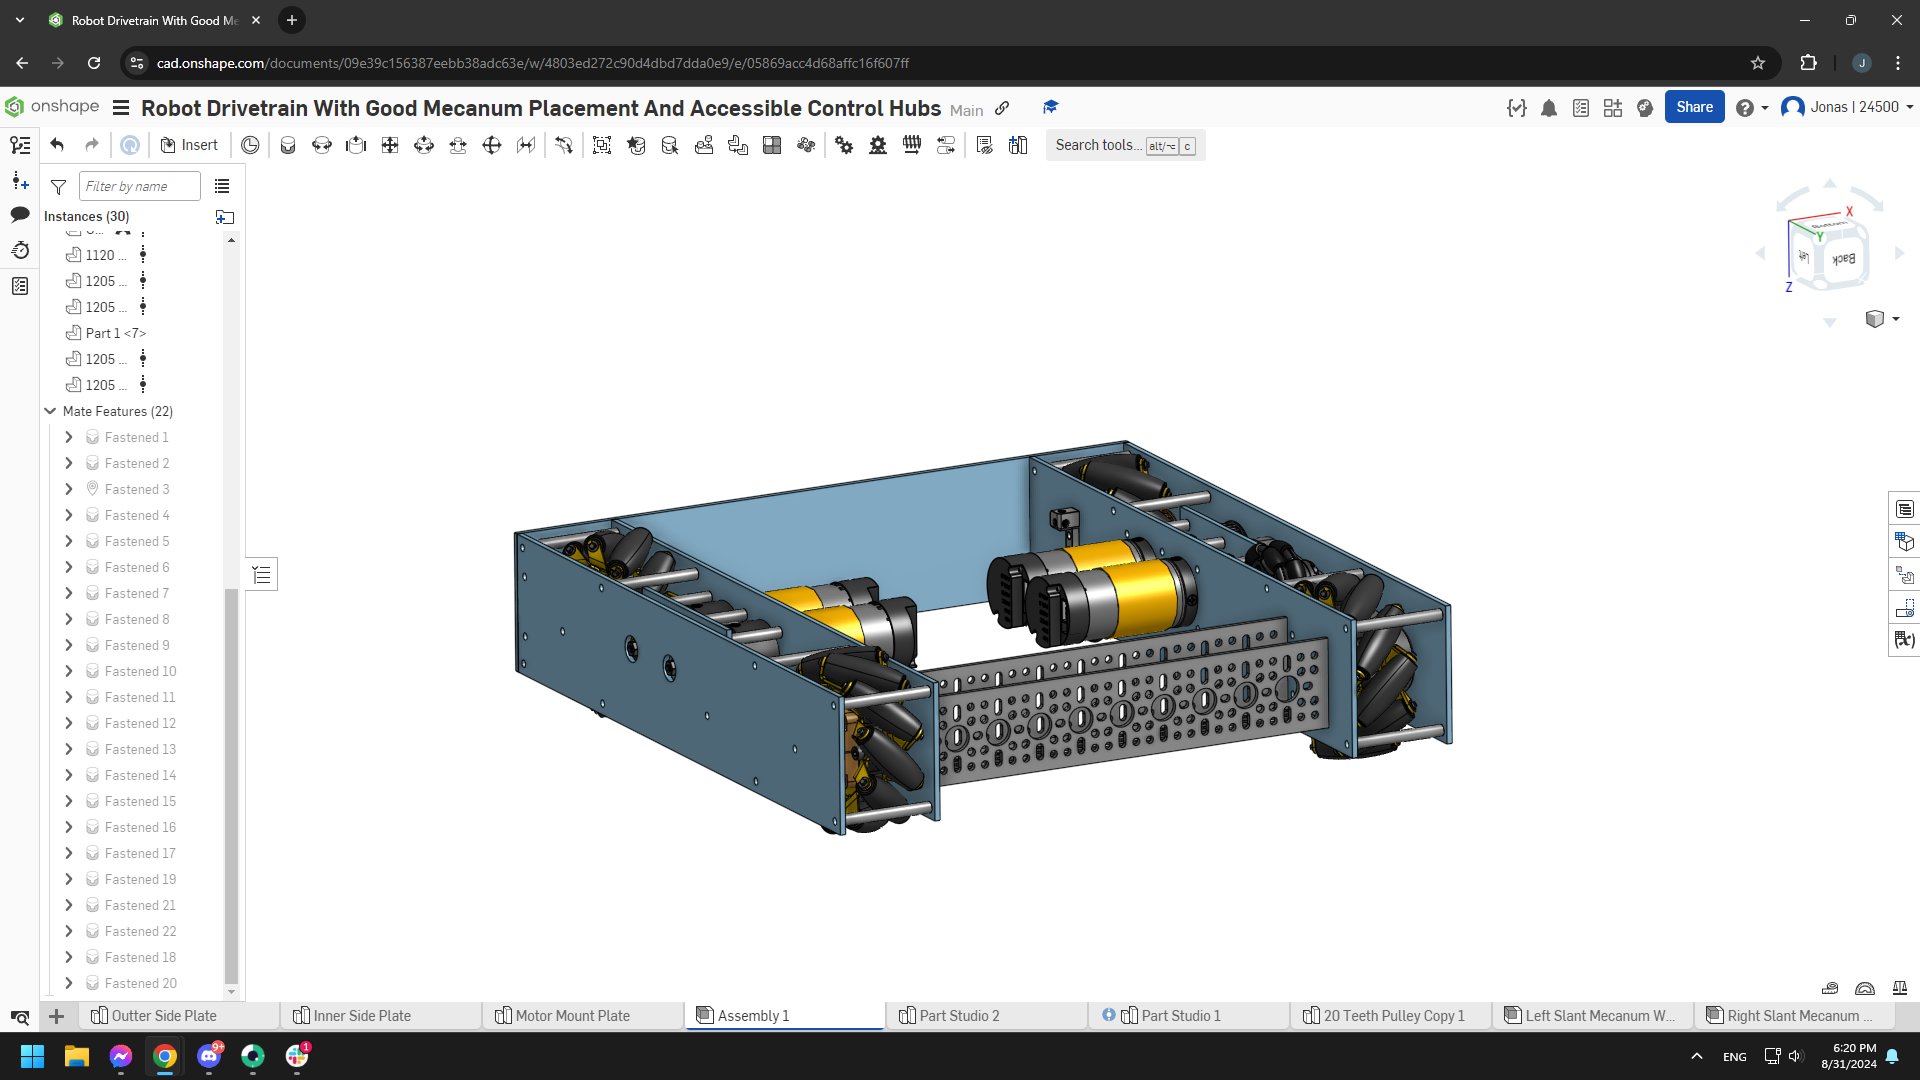 Robot Drivetrain With Good Me
cad.onshape.com/documents/09e39c156387eebb38adc63e/w/4803ed272c90d4dbd7dda0e9/e/05869acc4d68affc16f607ff
J
onshape
Robot Drivetrain With Good Mecanum Placement And Accessible Control Hubs Main
Share
Jonas | 24500
Insert
Search tools... alt/⌥ c
Filter by name
Instances (30)
1120 ...
1205 ...
1205 ...
Part 1 <7>
1205 ...
1205 ...
Mate Features (22)
Fastened 1
Fastened 2
Fastened 3
Fastened 4
Fastened 5
Fastened 6
Fastened 7
Fastened 8
Fastened 9
Fastened 10
Fastened 11
Fastened 12
Fastened 13
Fastened 14
Fastened 15
Fastened 16
Fastened 17
Fastened 19
Fastened 21
Fastened 22
Fastened 18
Fastened 20
X
Y
Z
Left
Back
Outter Side Plate
Inner Side Plate
Motor Mount Plate
Assembly 1
Part Studio 2
Part Studio 1
20 Teeth Pulley Copy 1
Left Slant Mecanum W...
Right Slant Mecanum ...
9+
1
ENG
6:20 PM
8/31/2024